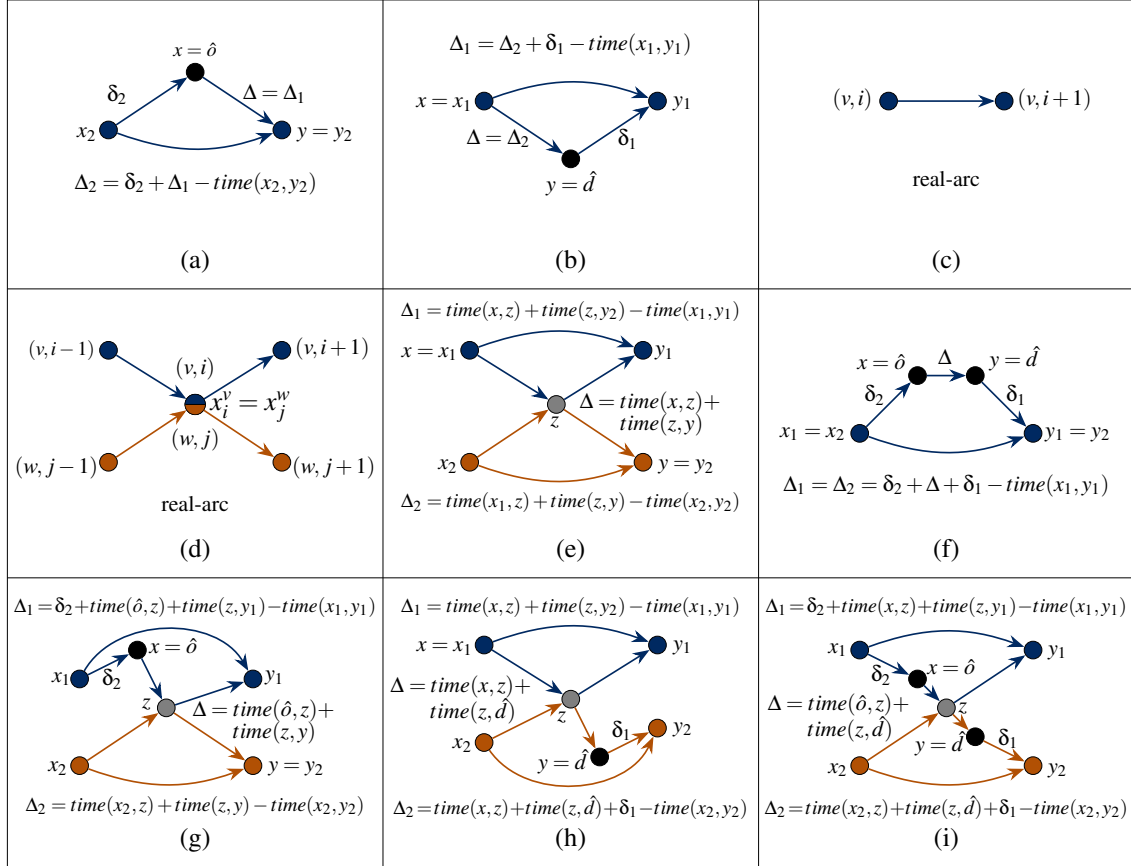 x = ô
δ₂
Δ = Δ₁
x₂
y = y₂
Δ₂ = δ₂ + Δ₁ − time(x₂, y₂)
(a)
Δ₁ = Δ₂ + δ₁ − time(x₁, y₁)
x = x₁
y₁
Δ = Δ₂
δ₁
y = d̂
(b)
(v, i)
(v, i + 1)
real-arc
(c)
(v, i − 1)
(v, i + 1)
(v, i)
xᵢᵛ = xⱼʷ
(w, j)
(w, j − 1)
(w, j + 1)
real-arc
(d)
Δ₁ = time(x, z) + time(z, y₂) − time(x₁, y₁)
x = x₁
y₁
z
Δ = time(x, z)+
time(z, y)
x₂
y = y₂
Δ₂ = time(x₁, z) + time(z, y) − time(x₂, y₂)
(e)
x = ô
Δ
y = d̂
δ₂
δ₁
x₁ = x₂
y₁ = y₂
Δ₁ = Δ₂ = δ₂ + Δ + δ₁ − time(x₁, y₁)
(f)
Δ₁ = δ₂ + time(ô, z) + time(z, y₁) − time(x₁, y₁)
x = ô
x₁
δ₂
y₁
z
Δ = time(ô, z)+
time(z, y)
x₂
y = y₂
Δ₂ = time(x₂, z) + time(z, y) − time(x₂, y₂)
(g)
Δ₁ = time(x, z) + time(z, y₂) − time(x₁, y₁)
x = x₁
y₁
Δ = time(x, z)+
time(z, d̂)
z
x₂
δ₁
y₂
y = d̂
Δ₂ = time(x, z) + time(z, d̂) + δ₁ − time(x₂, y₂)
(h)
Δ₁ = δ₂ + time(x, z) + time(z, y₁) − time(x₁, y₁)
x₁
y₁
δ₂
x = ô
Δ = time(ô, z)+
time(z, d̂)
z
y = d̂
δ₁
x₂
y₂
Δ₂ = time(x₂, z) + time(z, d̂) + δ₁ − time(x₂, y₂)
(i)